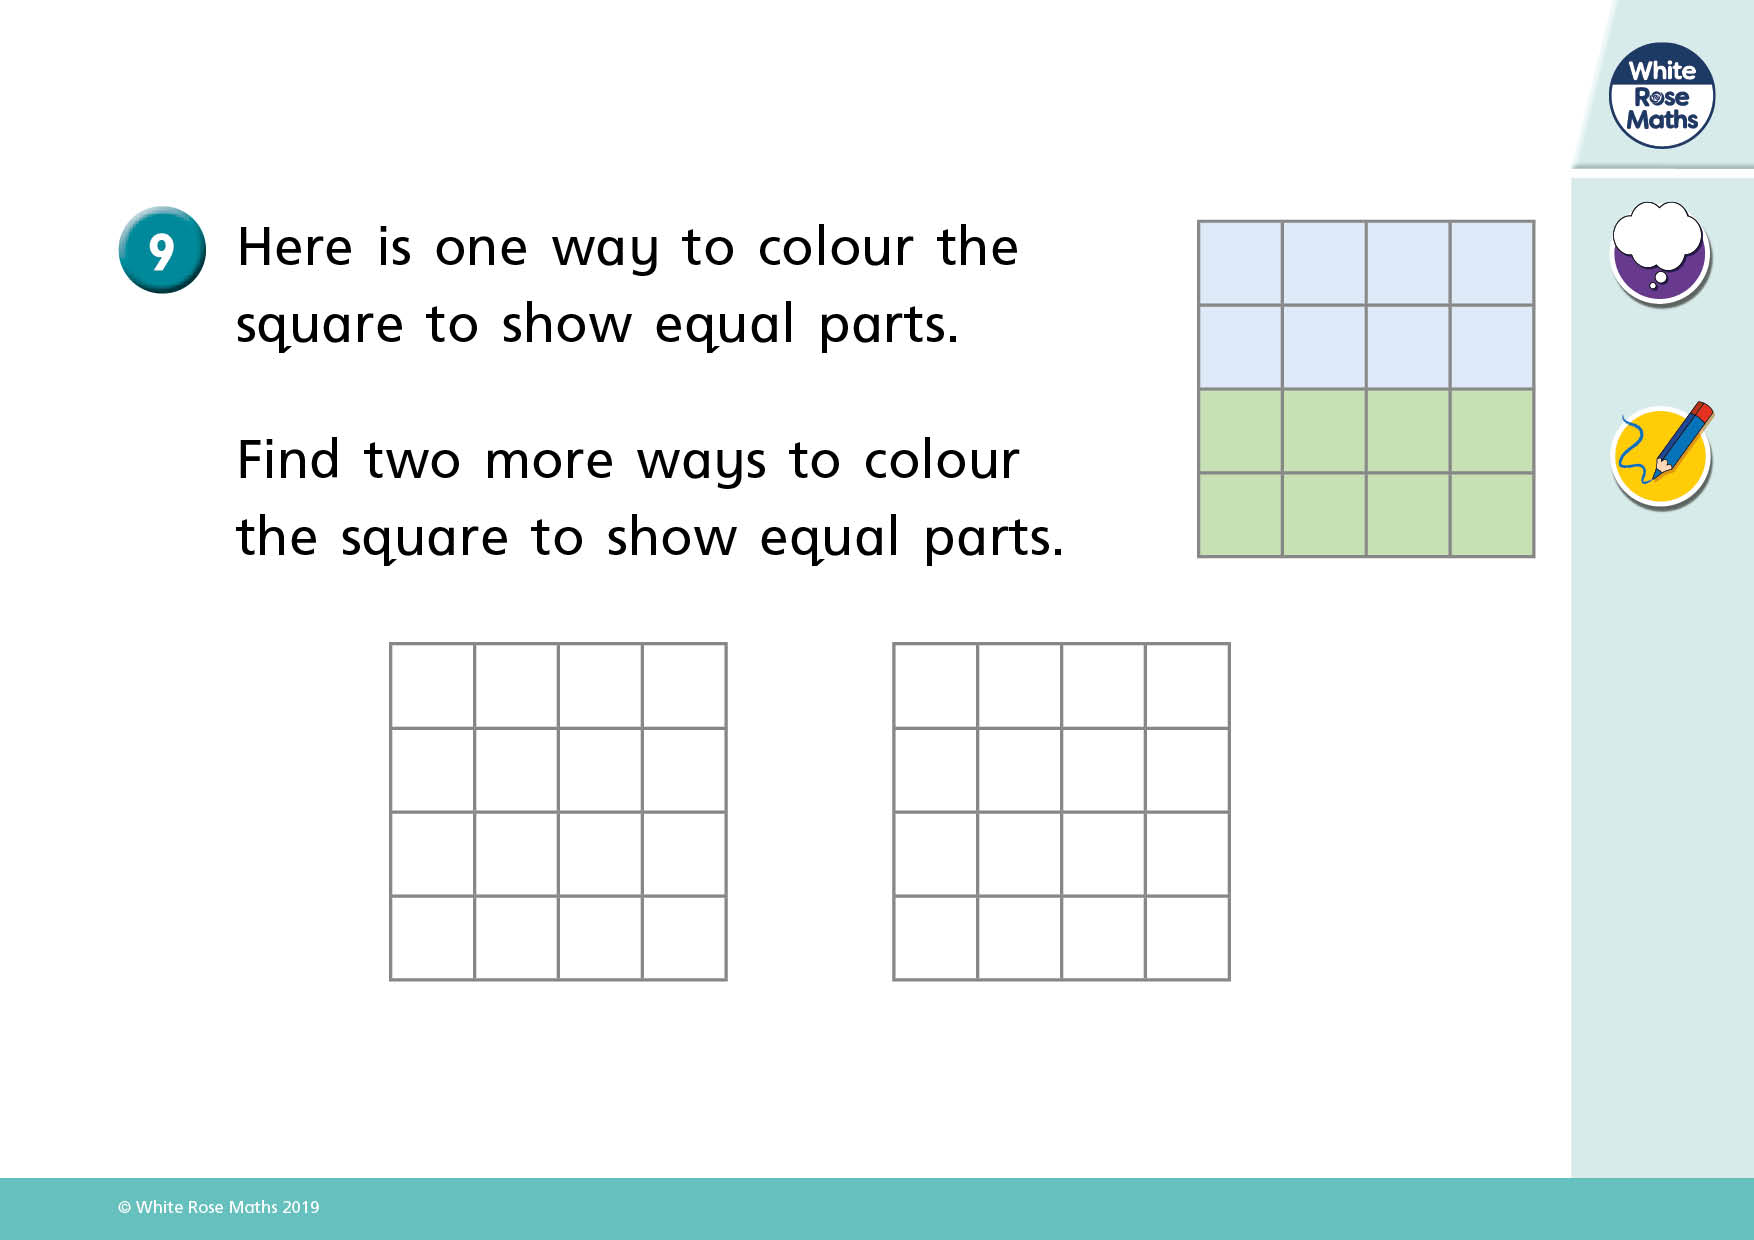 White
Rose
Maths
9
Here is one way to colour the
square to show equal parts.
Find two more ways to colour
the square to show equal parts.
© White Rose Maths 2019